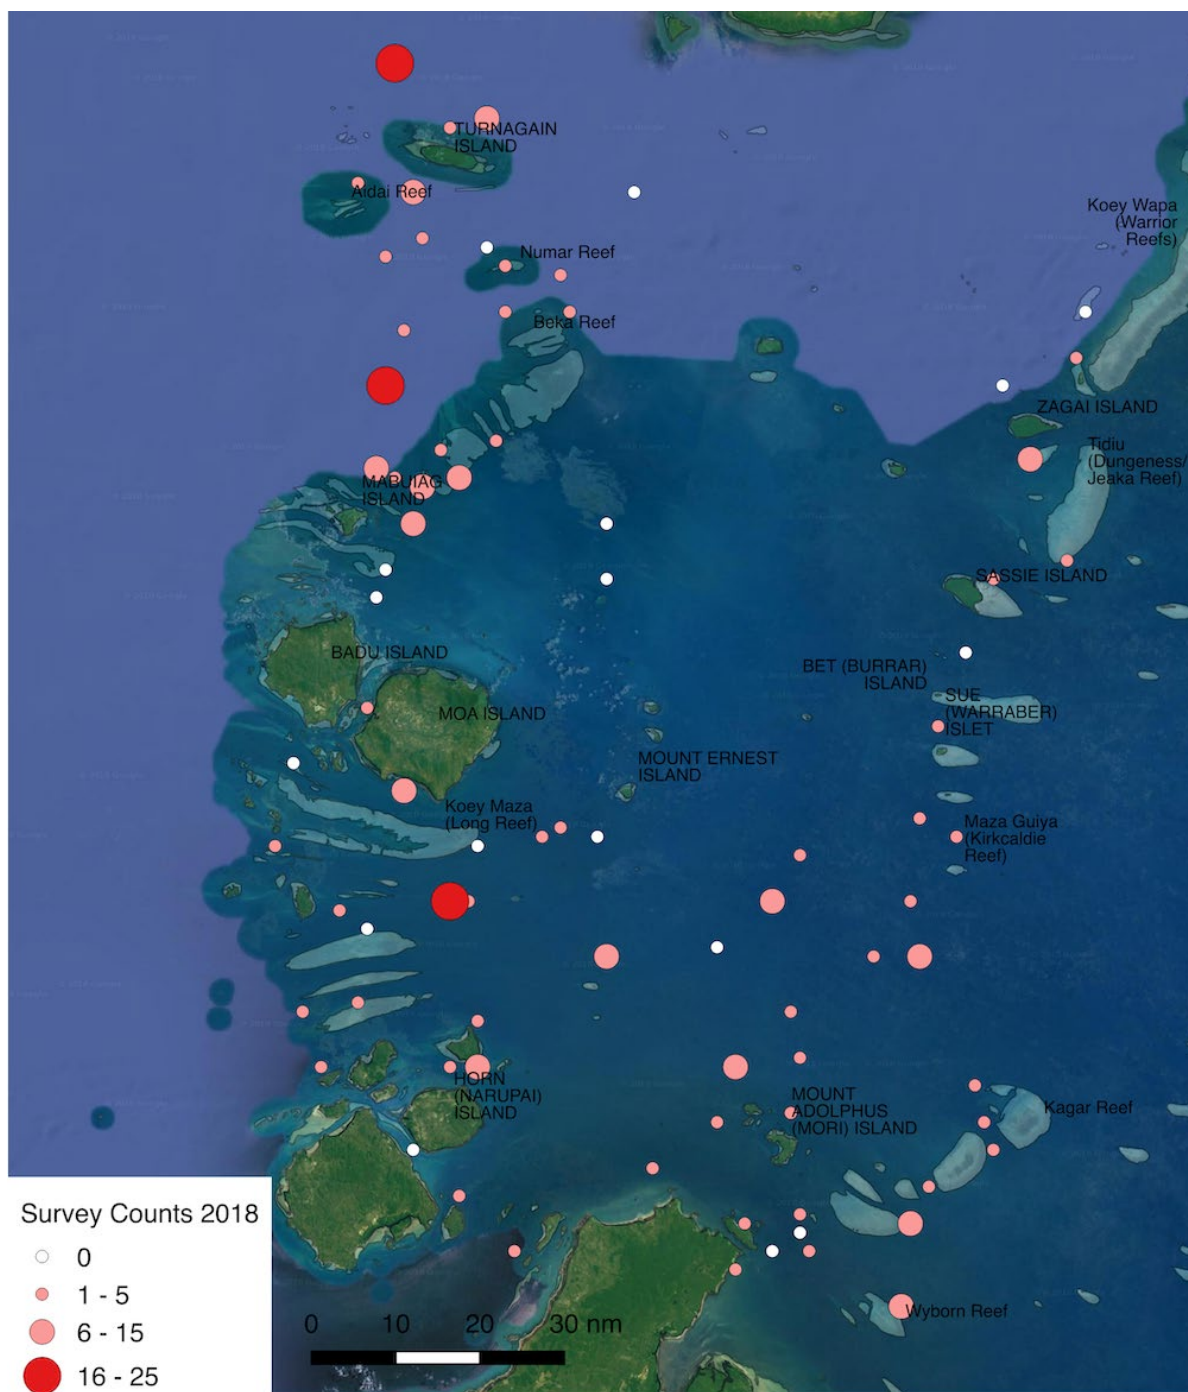 TURNAGAIN
ISLAND
Aidai Reef
Koey Wapa
(Warrior
Reefs)
Numar Reef
Beka Reef
ZAGAI ISLAND
Tidiu
(Dungeness/
Jeaka Reef)
MABUIAG
ISLAND
SASSIE ISLAND
BADU ISLAND
BET (BURRAR)
ISLAND
MOA ISLAND
SUE
(WARRABER)
ISLET
MOUNT ERNEST
ISLAND
Koey Maza
(Long Reef)
Maza Guiya
(Kirkcaldie
Reef)
HORN
(NARUPAI)
ISLAND
MOUNT
ADOLPHUS
(MORI) ISLAND
Kagar Reef
Wyborn Reef
Survey Counts 2018
0
1 - 5
6 - 15
16 - 25
0 10 20 30 nm